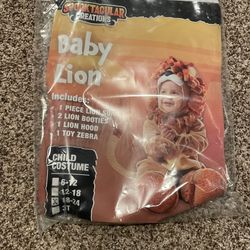 SPOOKTACULAR
CREATIONS
Baby
Lion
Includes:
1 PIECE LION SUIT
2 LION BOOTIES
1 LION HOOD
1 TOY ZEBRA
CHILD
COSTUME
6-12
12-18
18-24
3T